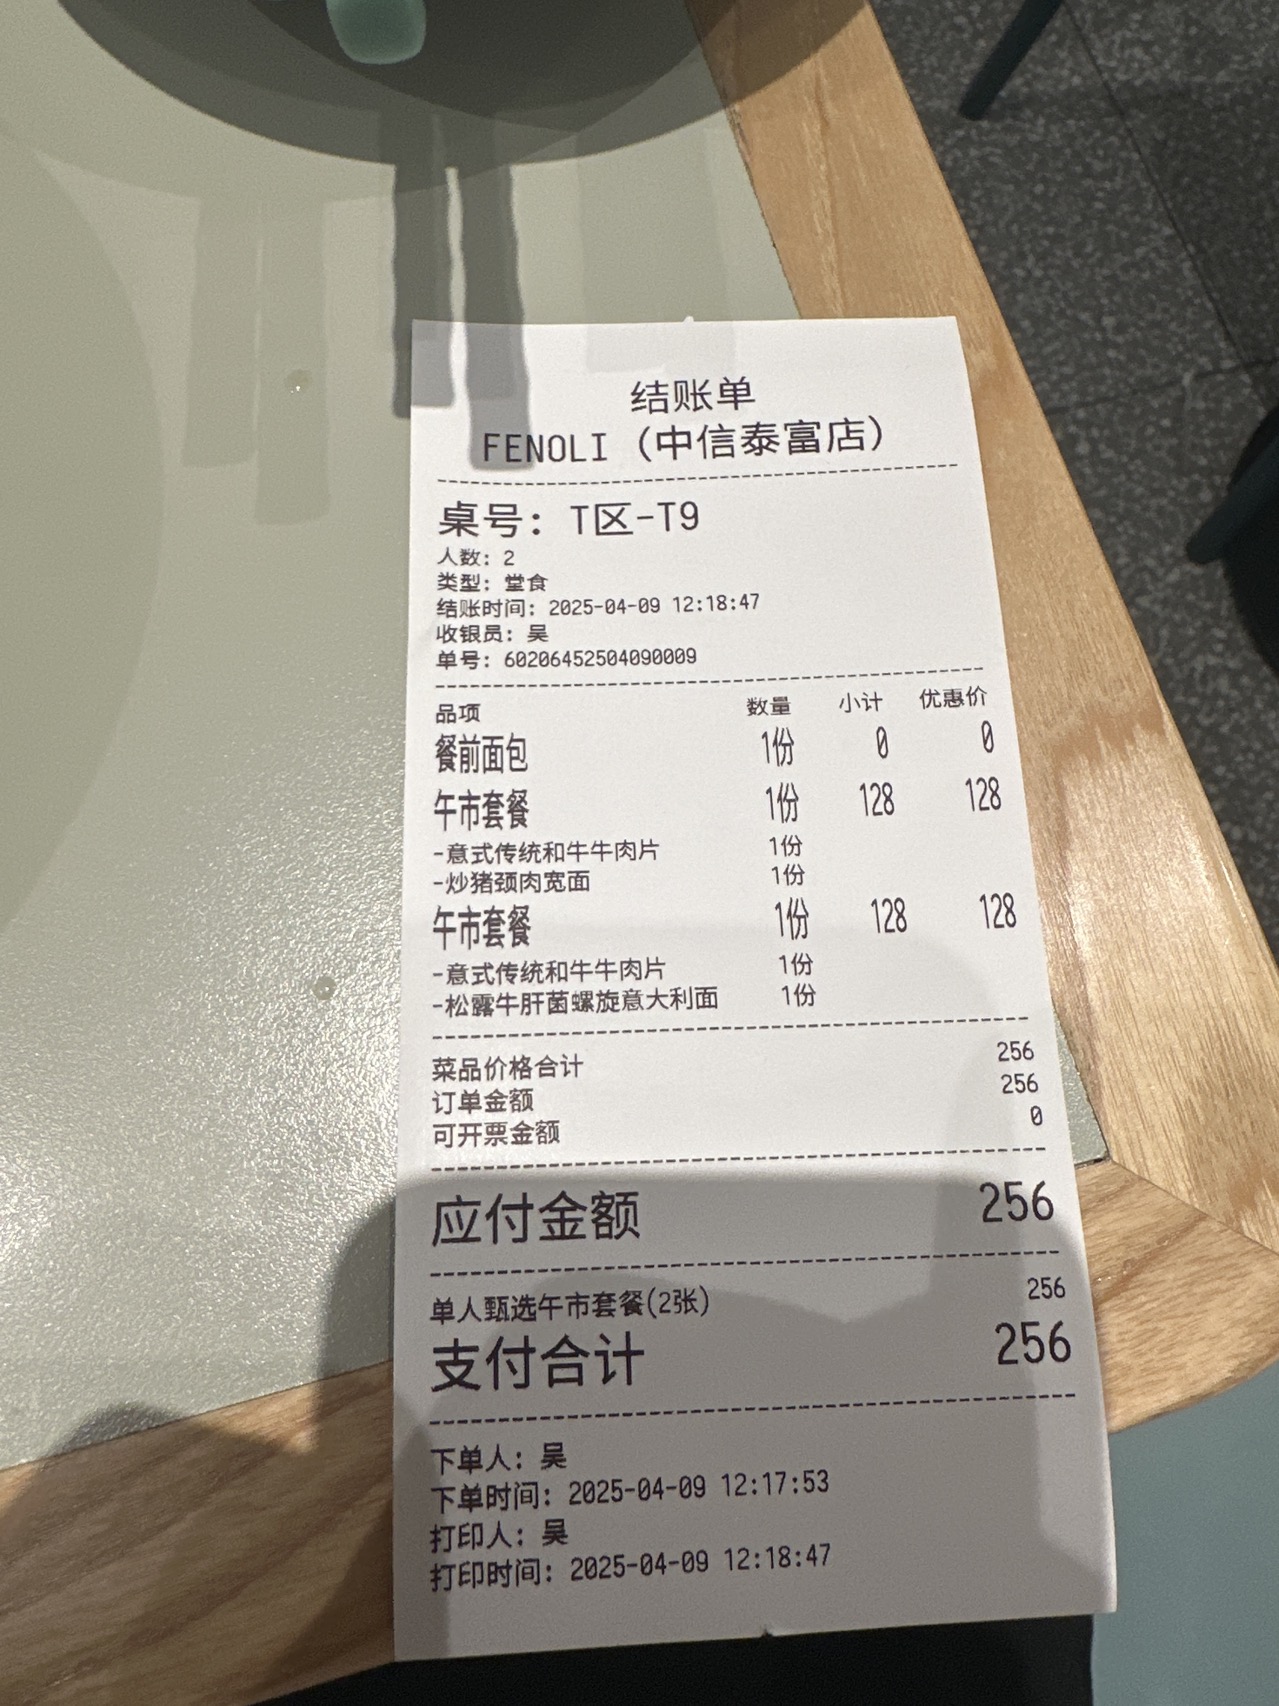 结账单
FENOLI（中信泰富店）
桌号：T区-T9
人数：2
类型：堂食
结账时间：2025-04-09 12:18:47
收银员：吴
单号：60206452504090009
品项 数量 小计 优惠价
餐前面包 1份 0 0
午市套餐 1份 128 128
-意式传统和牛牛肉片 1份
-炒猪颈肉宽面 1份
午市套餐 1份 128 128
-意式传统和牛牛肉片 1份
-松露牛肝菌螺旋意大利面 1份
菜品价格合计 256
订单金额 256
可开票金额 0
应付金额 256
单人甄选午市套餐(2张) 256
支付合计 256
下单人：吴
下单时间：2025-04-09 12:17:53
打印人：吴
打印时间：2025-04-09 12:18:47